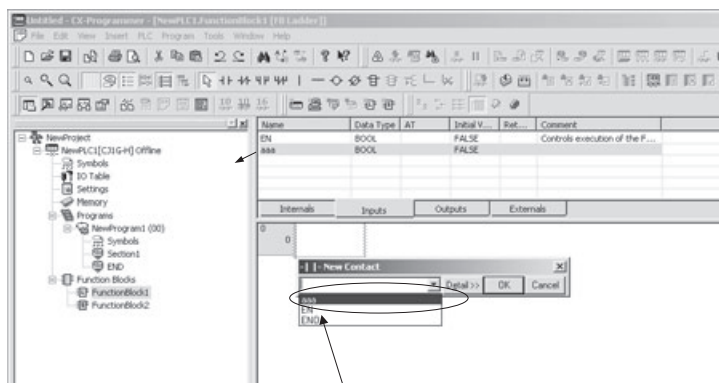 Untitled - CX-Programmer - [NewPLC1.FunctionBlock1 [FB Ladder]]
File Edit View Insert PLC Program Tools Window Help
Name Data Type AT Initial V... Ret... Comment
EN BOOL FALSE Controls execution of the F...
aaa BOOL FALSE
Internals Inputs Outputs Externals
NewProject
NewPLC1[CJ1G-H] Offline
Symbols
IO Table
Settings
Memory
Programs
NewProgram1 (00)
Symbols
Section1
END
Function Blocks
FunctionBlock1
FunctionBlock2
0
0
New Contact
Detail >> OK Cancel
aaa
EN
ENO